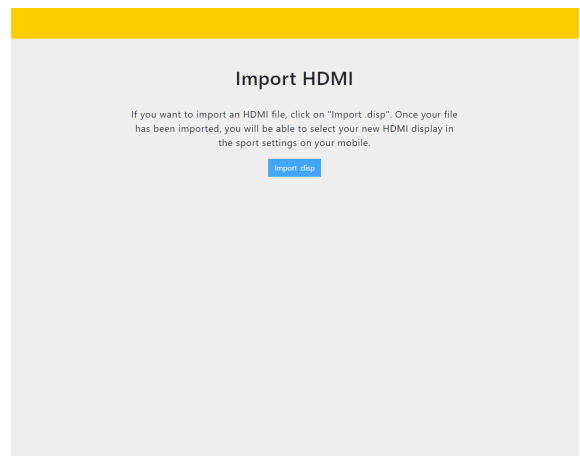 Import HDMI
If you want to import an HDMI file, click on "Import .disp". Once your file
has been imported, you will be able to select your new HDMI display in
the sport settings on your mobile.
Import .disp